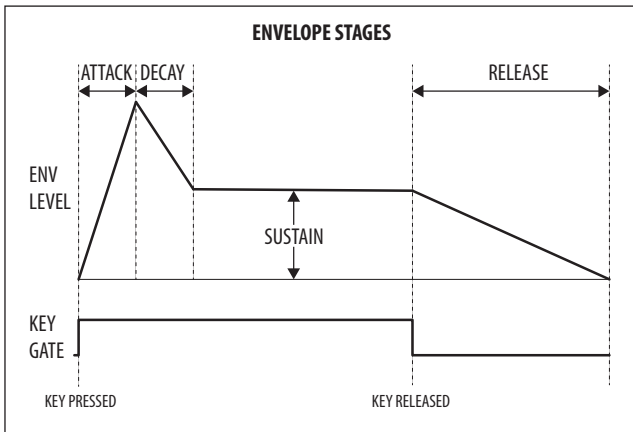 ENVELOPE STAGES
ATTACK DECAY RELEASE
ENV
LEVEL
SUSTAIN
KEY
GATE
KEY PRESSED KEY RELEASED